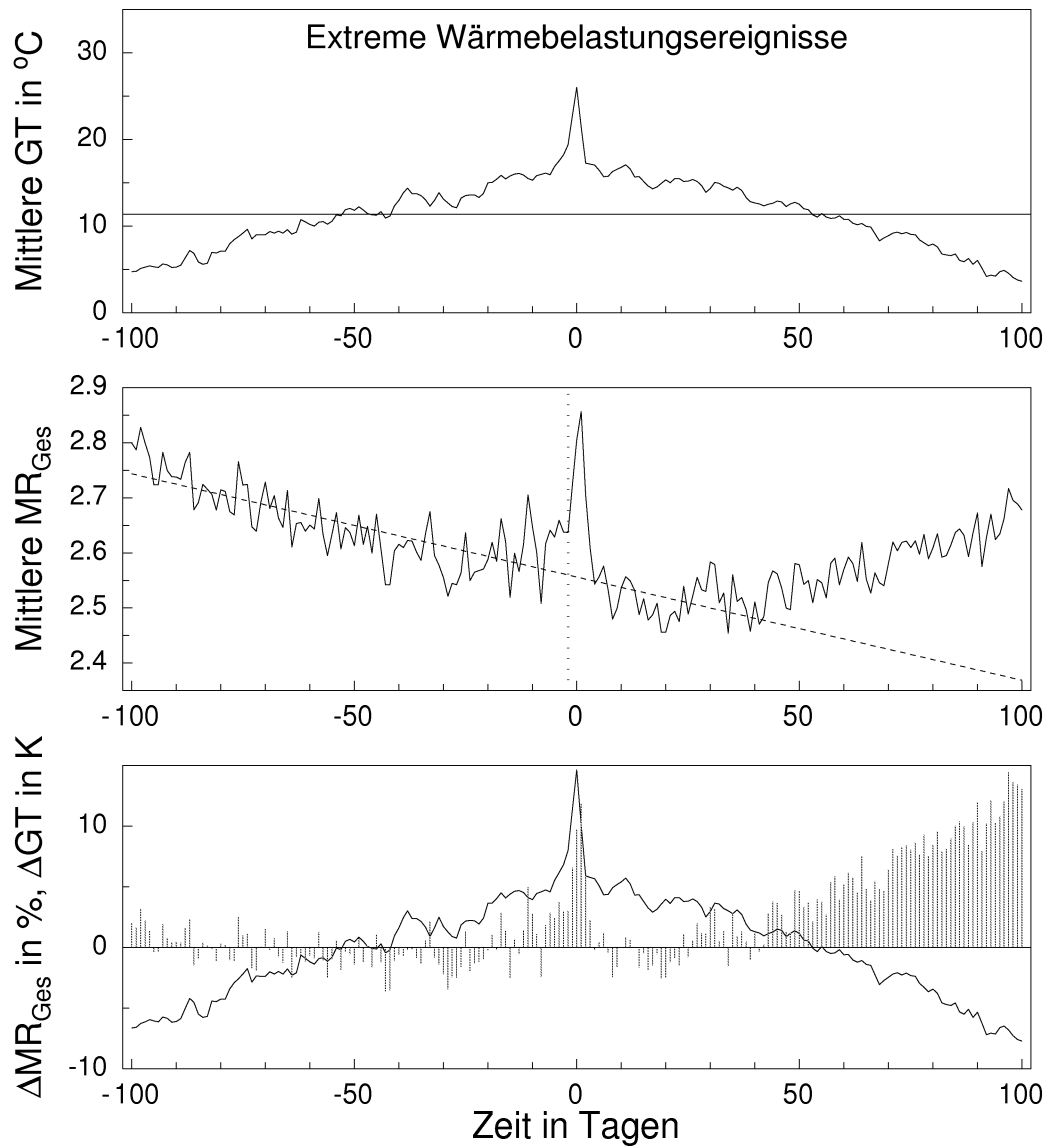 Extreme Wärmebelastungsereignisse
Mittlere GT in °C
30
20
10
0
-100 -50 0 50 100
Mittlere MR_Ges
2.9
2.8
2.7
2.6
2.5
2.4
-100 -50 0 50 100
ΔMR_Ges in %, ΔGT in K
10
0
-10
-100 -50 0 50 100
Zeit in Tagen